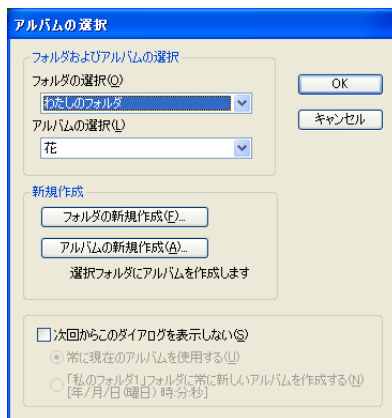 アルバムの選択
フォルダおよびアルバムの選択
フォルダの選択(O)
わたしのフォルダ
アルバムの選択(L)
花
OK
キャンセル
新規作成
フォルダの新規作成(F)...
アルバムの新規作成(A)...
選択フォルダにアルバムを作成します
次回からこのダイアログを表示しない(S)
常に現在のアルバムを使用する(U)
「私のフォルダ1」フォルダに常に新しいアルバムを作成する(N)
[年/月/日(曜日) 時:分:秒]